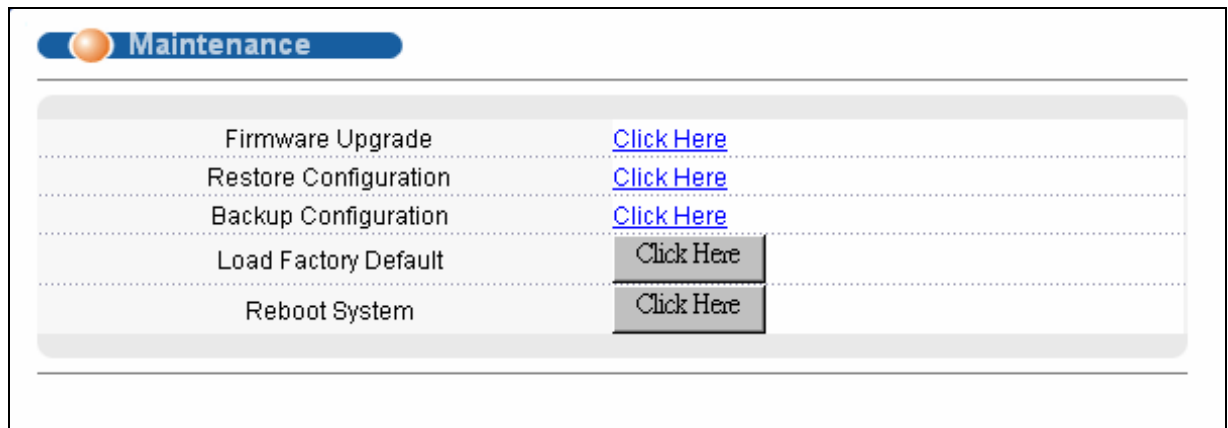 Maintenance
Firmware Upgrade Click Here
Restore Configuration Click Here
Backup Configuration Click Here
Load Factory Default Click Here
Reboot System Click Here